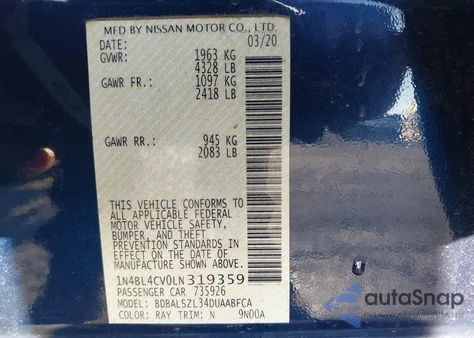 MFD BY NISSAN MOTOR CO., LTD.
DATE: 03/20
GVWR: 1963 KG
4328 LB
GAWR FR.: 1097 KG
2418 LB
GAWR RR.: 945 KG
2083 LB
THIS VEHICLE CONFORMS TO
ALL APPLICABLE FEDERAL
MOTOR VEHICLE SAFETY,
BUMPER, AND THEFT
PREVENTION STANDARDS IN
EFFECT ON THE DATE OF
MANUFACTURE SHOWN ABOVE.
1N4BL4CV0LN319359
PASSENGER CAR 735926
MODEL: BDBALSZL34DUAABFCA
COLOR: RAY TRIM: N 9N00A
autoSnap